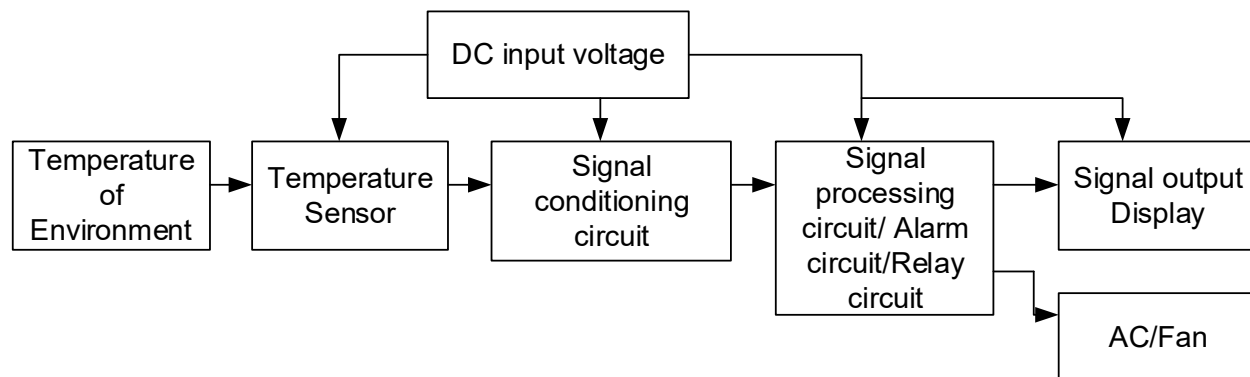 DC input voltage
Temperature
of
Environment
Temperature
Sensor
Signal
conditioning
circuit
Signal
processing
circuit/ Alarm
circuit/Relay
circuit
Signal output
Display
AC/Fan